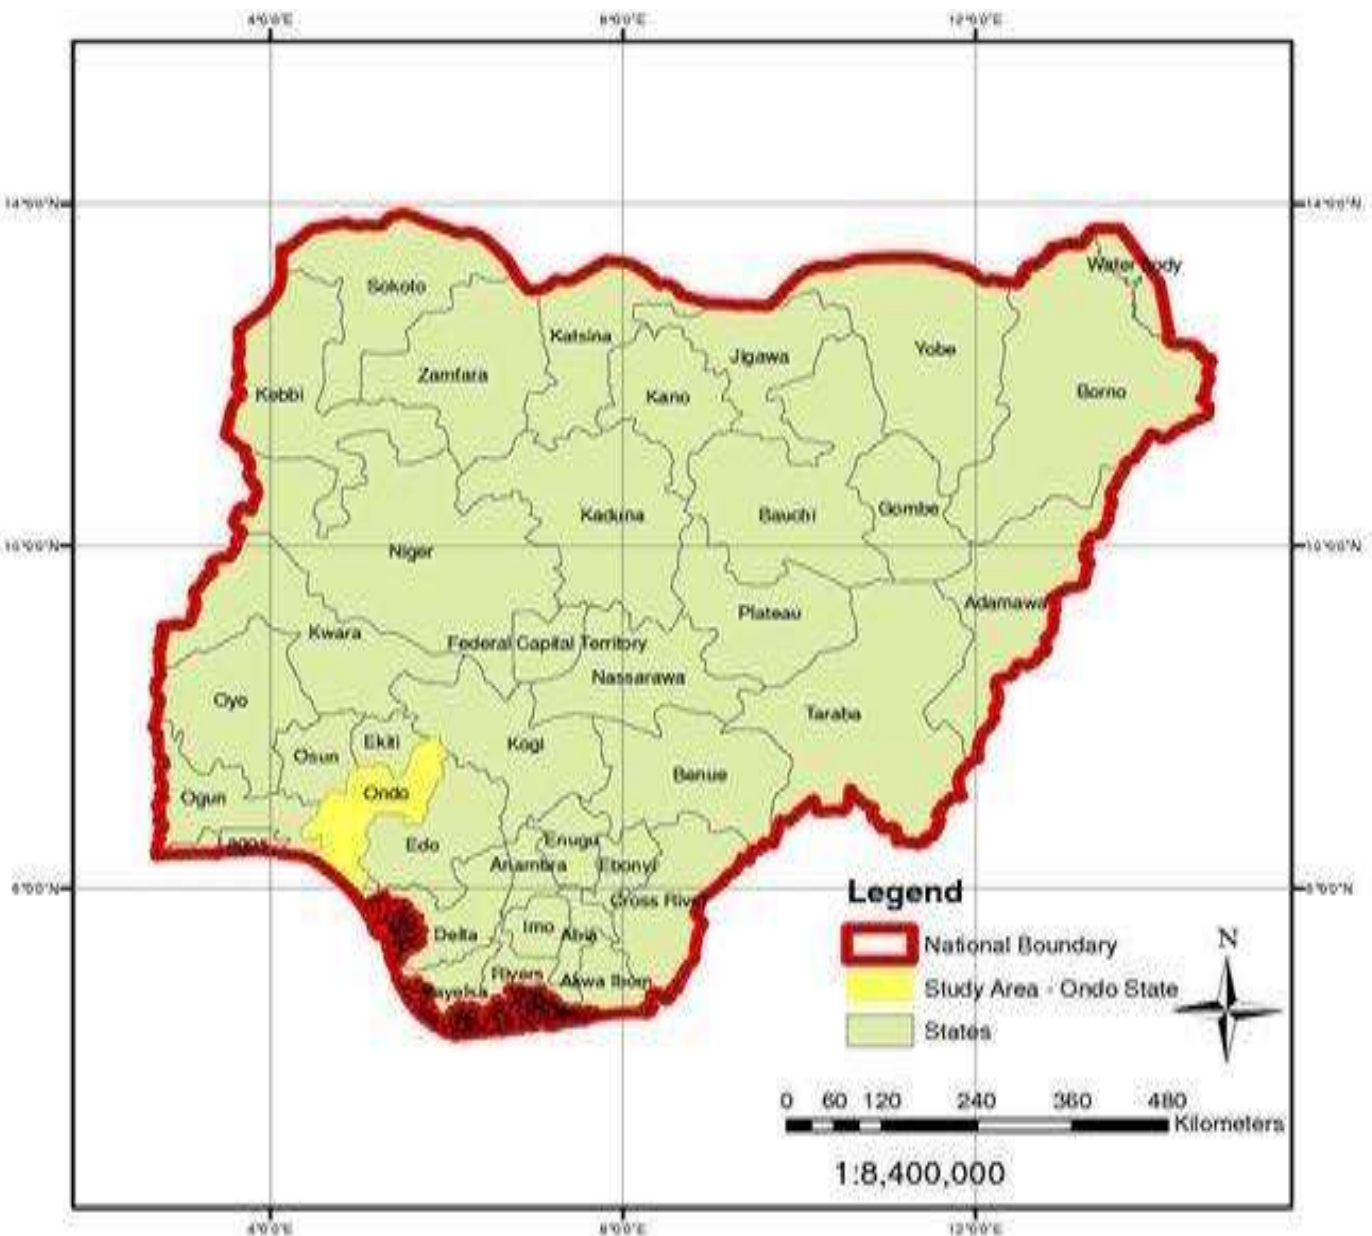 4°0'0"E 8°0'0"E 12°0'0"E
14°0'0"N 14°0'0"N
Water body
Sokoto
Katsina
Jigawa
Yobe
Zamfara
Kebbi
Kano
Borno
Kaduna
Bauchi
Gombe
10°0'0"N 10°0'0"N
Niger
Adamawa
Plateau
Kwara
Federal Capital Territory
Nassarawa
Oyo
Taraba
Ekiti
Kogi
Osun
Benue
Ondo
Ogun
Lagos
Edo
Enugu
Anambra
Ebonyi
6°0'0"N 6°0'0"N
Cross River
Delta
Imo
Abia
Rivers
Akwa Ibom
Bayelsa
Legend
National Boundary
N
Study Area - Ondo State
States
0 60 120 240 360 480
Kilometers
1:8,400,000
4°0'0"E 8°0'0"E 12°0'0"E